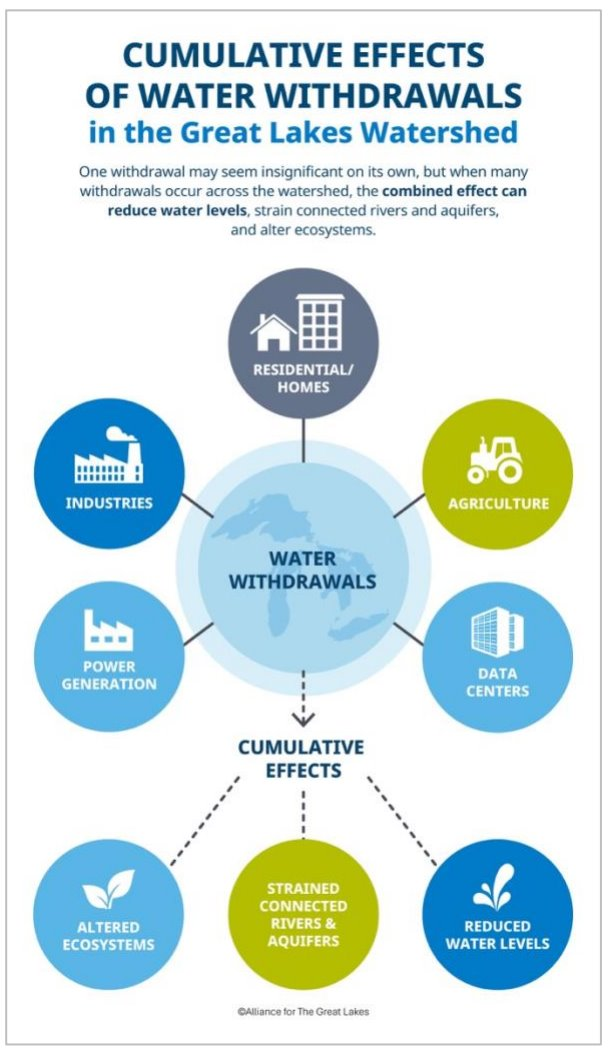 CUMULATIVE EFFECTS
OF WATER WITHDRAWALS
in the Great Lakes Watershed
One withdrawal may seem insignificant on its own, but when many
withdrawals occur across the watershed, the combined effect can
reduce water levels, strain connected rivers and aquifers,
and alter ecosystems.
RESIDENTIAL/
HOMES
INDUSTRIES
AGRICULTURE
WATER
WITHDRAWALS
POWER
GENERATION
DATA
CENTERS
CUMULATIVE
EFFECTS
ALTERED
ECOSYSTEMS
STRAINED
CONNECTED
RIVERS &
AQUIFERS
REDUCED
WATER LEVELS
©Alliance for The Great Lakes